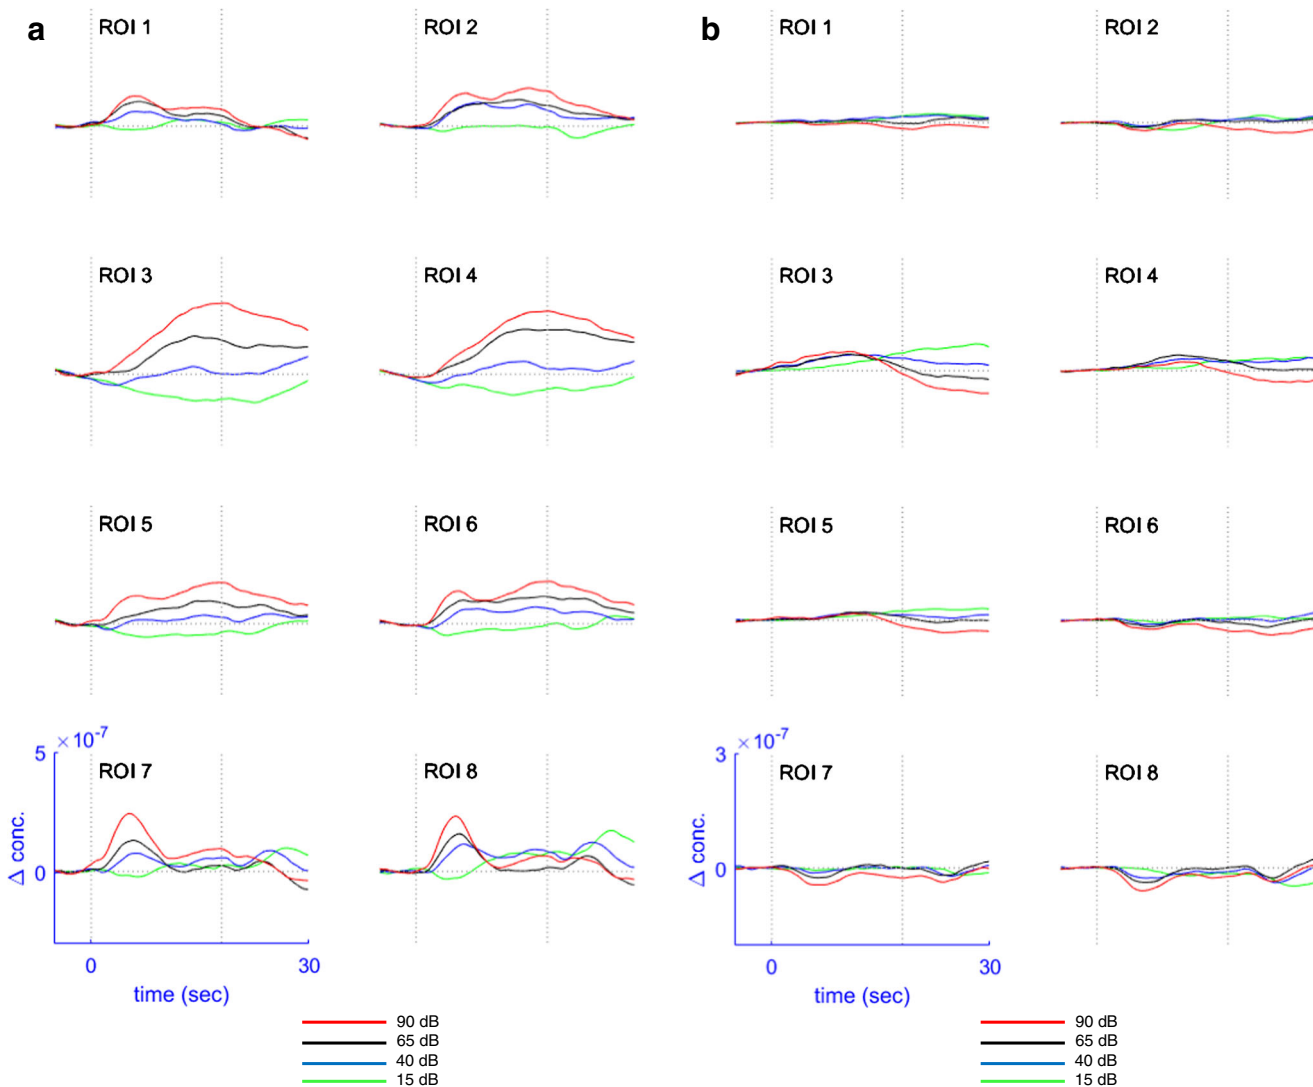 a
ROI 1
ROI 2
ROI 3
ROI 4
ROI 5
ROI 6
5
×10⁻⁷
ROI 7
ROI 8
Δ conc.
0
0
30
time (sec)
90 dB
65 dB
40 dB
15 dB
b
ROI 1
ROI 2
ROI 3
ROI 4
ROI 5
ROI 6
3
×10⁻⁷
ROI 7
ROI 8
Δ conc.
0
0
30
time (sec)
90 dB
65 dB
40 dB
15 dB